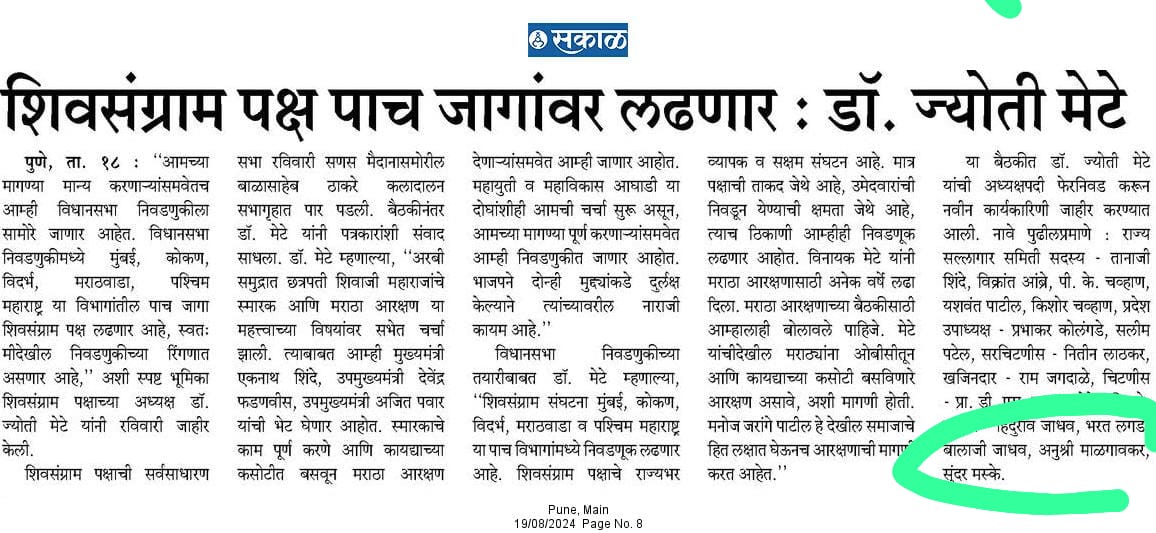 सकाळ
शिवसंग्राम पक्ष पाच जागांवर लढणार : डॉ. ज्योती मेटे
पुणे, ता. १८ : ‘‘आमच्या
मागण्या मान्य करणाऱ्यांसमवेतच
आम्ही विधानसभा निवडणुकीला
सामोरे जाणार आहेत. विधानसभा
निवडणुकीमध्ये मुंबई, कोकण,
विदर्भ, मराठवाडा, पश्चिम
महाराष्ट्र या विभागांतील पाच जागा
शिवसंग्राम पक्ष लढणार आहे, स्वतः
मीदेखील निवडणुकीच्या रिंगणात
असणार आहे,’’ अशी स्पष्ट भूमिका
शिवसंग्राम पक्षाच्या अध्यक्ष डॉ.
ज्योती मेटे यांनी रविवारी जाहीर
केली.
शिवसंग्राम पक्षाची सर्वसाधारण
सभा रविवारी सणस मैदानासमोरील
बाळासाहेब ठाकरे कलादालन
सभागृहात पार पडली. बैठकीनंतर
डॉ. मेटे यांनी पत्रकारांशी संवाद
साधला. डॉ. मेटे म्हणाल्या, ‘‘अरबी
समुद्रात छत्रपती शिवाजी महाराजांचे
स्मारक आणि मराठा आरक्षण या
महत्त्वाच्या विषयांवर सभेत चर्चा
झाली. त्याबाबत आम्ही मुख्यमंत्री
एकनाथ शिंदे, उपमुख्यमंत्री देवेंद्र
फडणवीस, उपमुख्यमंत्री अजित पवार
यांची भेट घेणार आहोत. स्मारकाचे
काम पूर्ण करणे आणि कायद्याच्या
कसोटीत बसवून मराठा आरक्षण
देणाऱ्यांसमवेत आम्ही जाणार आहोत.
महायुती व महाविकास आघाडी या
दोघांशीही आमची चर्चा सुरू असून,
आमच्या मागण्या पूर्ण करणाऱ्यांसमवेत
आम्ही निवडणुकीत जाणार आहोत.
भाजपने दोन्ही मुद्द्यांकडे दुर्लक्ष
केल्याने त्यांच्यावरील नाराजी
कायम आहे.’’
विधानसभा निवडणुकीच्या
तयारीबाबत डॉ. मेटे म्हणाल्या,
‘‘शिवसंग्राम संघटना मुंबई, कोकण,
विदर्भ, मराठवाडा व पश्चिम महाराष्ट्र
या पाच विभागांमध्ये निवडणूक लढवणार
आहे. शिवसंग्राम पक्षाचे राज्यभर
व्यापक व सक्षम संघटन आहे. मात्र
पक्षाची ताकद जेथे आहे, उमेदवारांची
निवडून येण्याची क्षमता जेथे आहे,
त्याच ठिकाणी आम्हीही निवडणूक
लढणार आहोत. विनायक मेटे यांनी
मराठा आरक्षणासाठी अनेक वर्षे लढा
दिला. मराठा आरक्षणाच्या बैठकीसाठी
आम्हालाही बोलावले पाहिजे. मेटे
यांचीदेखील मराठ्यांना ओबीसीतून
आणि कायद्याच्या कसोटी बसविणारे
आरक्षण असावे, अशी मागणी होती.
मनोज जरांगे पाटील हे देखील समाजाचे
हित लक्षात घेऊनच आरक्षणाची मागणी
करत आहेत.’’
या बैठकीत डॉ. ज्योती मेटे
यांची अध्यक्षपदी फेरनिवड करून
नवीन कार्यकारिणी जाहीर करण्यात
आली. नावे पुढीलप्रमाणे : राज्य
सल्लागार समिती सदस्य - तानाजी
शिंदे, विक्रांत आंब्रे, पी. के. चव्हाण,
यशवंत पाटील, किशोर चव्हाण, प्रदेश
उपाध्यक्ष - प्रभाकर कोलंगडे, सलीम
पटेल, सरचिटणीस - नितीन लाठकर,
खजिनदार - राम जगदाळे, चिटणीस
- प्रा. डी.
हिंदुराव जाधव, भरत लगडे
बालाजी जाधव, अनुश्री माळगावकर,
सुंदर मस्के.
Pune, Main
19/08/2024 Page No. 8